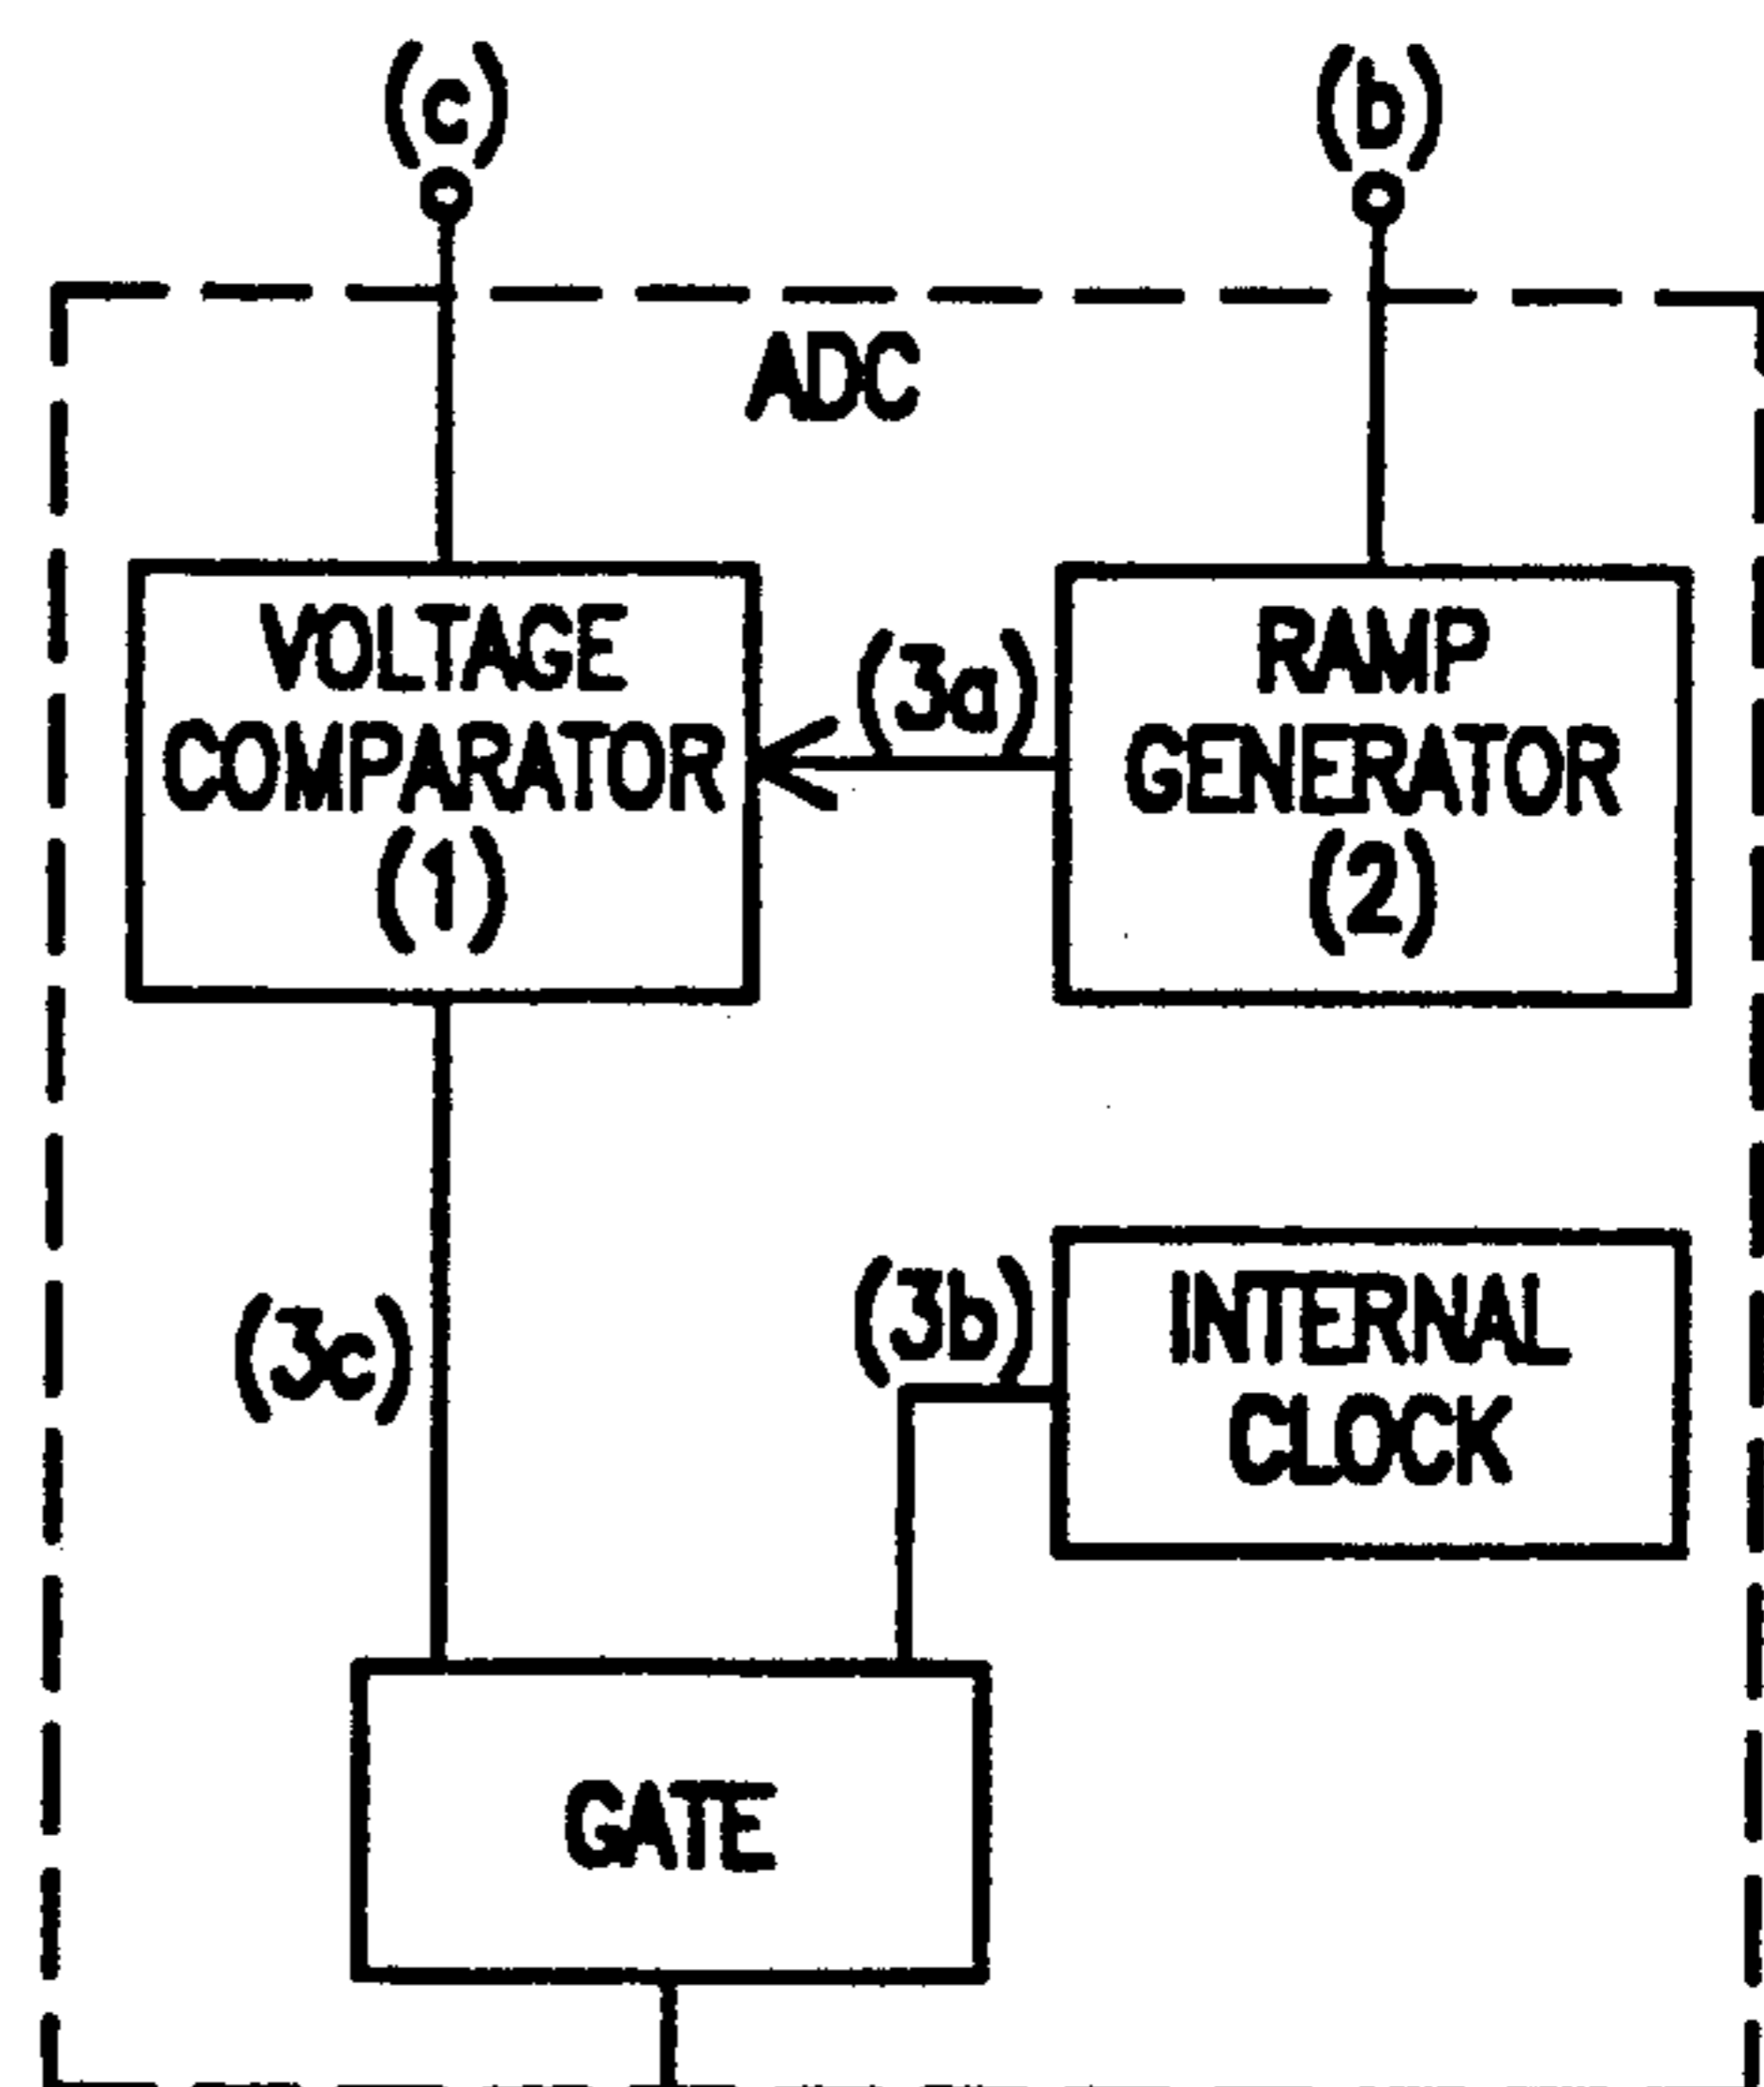 (c)
(b)
ADC
VOLTAGE
COMPARATOR
(1)
(3a)
RAMP
GENERATOR
(2)
(3c)
(3b)
INTERNAL
CLOCK
GATE